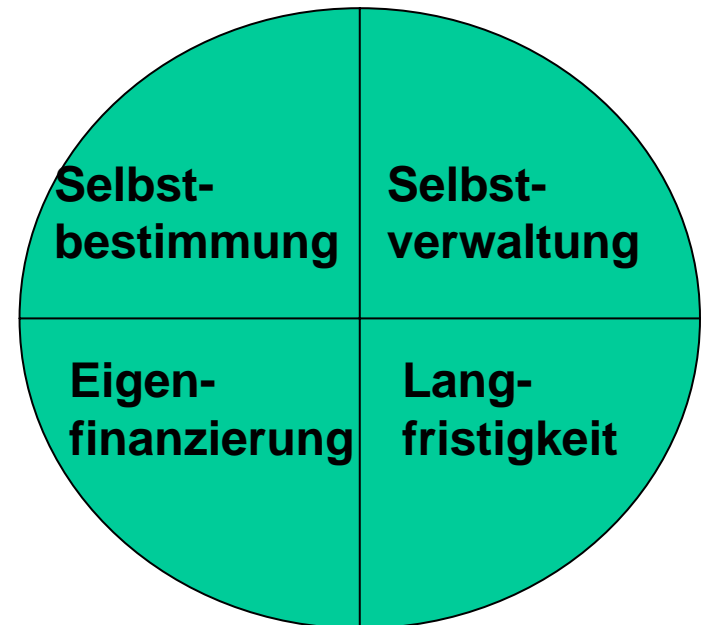 Selbst-
bestimmung
Selbst-
verwaltung
Eigen-
finanzierung
Lang-
fristigkeit